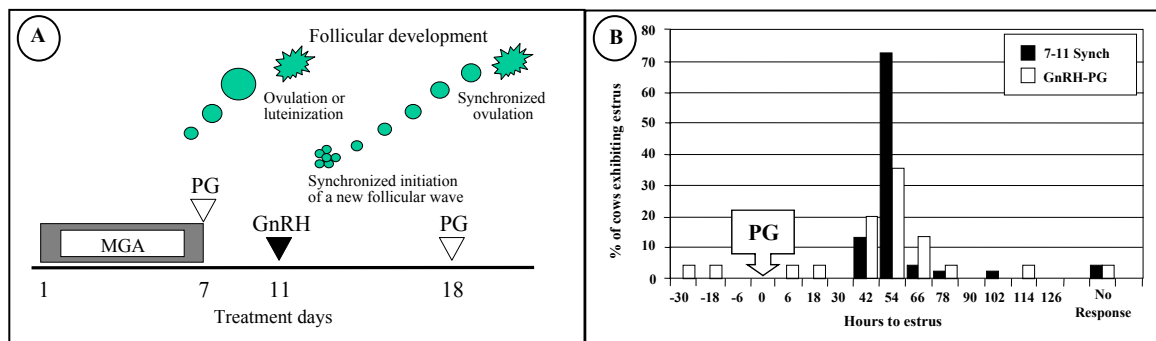 A
Follicular development
Ovulation or
luteinization
Synchronized
ovulation
Synchronized initiation
of a new follicular wave
PG
GnRH
PG
MGA
1
7
11
18
Treatment days
B
% of cows exhibiting estrus
80
70
60
50
40
30
20
10
0
7-11 Synch
GnRH-PG
PG
-30 -18 -6 0 6 18 30 42 54 66 78 90 102 114 126 No
Response
Hours to estrus